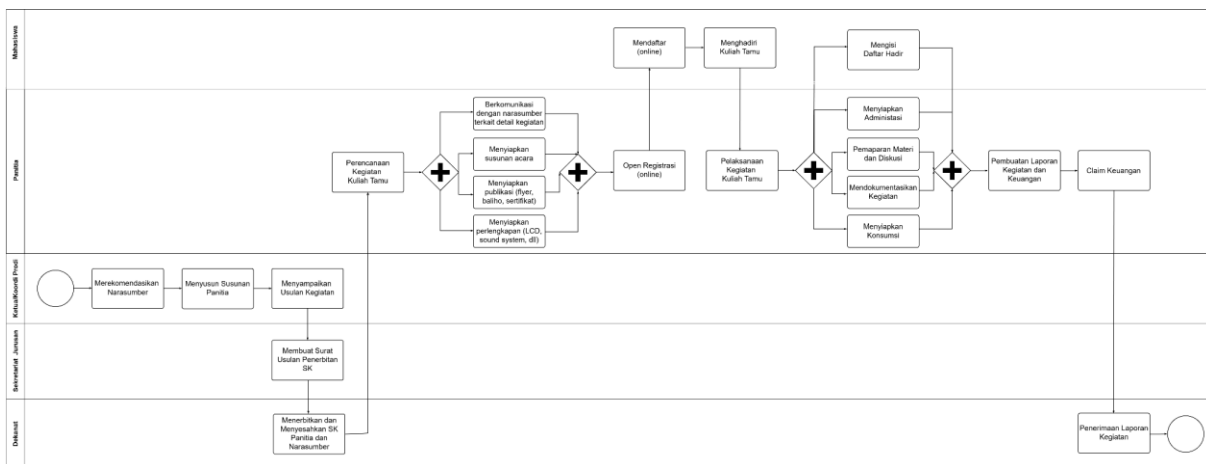 Mahasiswa
Mendaftar
(online)
Menghadiri
Kuliah Tamu
Mengisi
Daftar Hadir
Panitia
Perencanaan
Kegiatan
Kuliah Tamu
Berkomunikasi
dengan narasumber
terkait detail kegiatan
Menyiapkan
susunan acara
Menyiapkan
publikasi (flyer,
baliho, sertifikat)
Menyiapkan
perlengkapan (LCD,
sound system, dll)
Open Registrasi
(online)
Pelaksanaan
Kegiatan
Kuliah Tamu
Menyiapkan
Administasi
Pemaparan Materi
dan Diskusi
Mendokumentasikan
Kegiatan
Menyiapkan
Konsumsi
Pembuatan Laporan
Kegiatan dan
Keuangan
Claim Keuangan
Ketua/Koordi Prodi
Merekomendasikan
Narasumber
Menyusun Susunan
Panitia
Menyampaikan
Usulan Kegiatan
Sekretariat Jurusan
Membuat Surat
Usulan Penerbitan
SK
Dekanat
Menerbitkan dan
Menyesahkan SK
Panitia dan
Narasumber
Penerimaan Laporan
Kegiatan